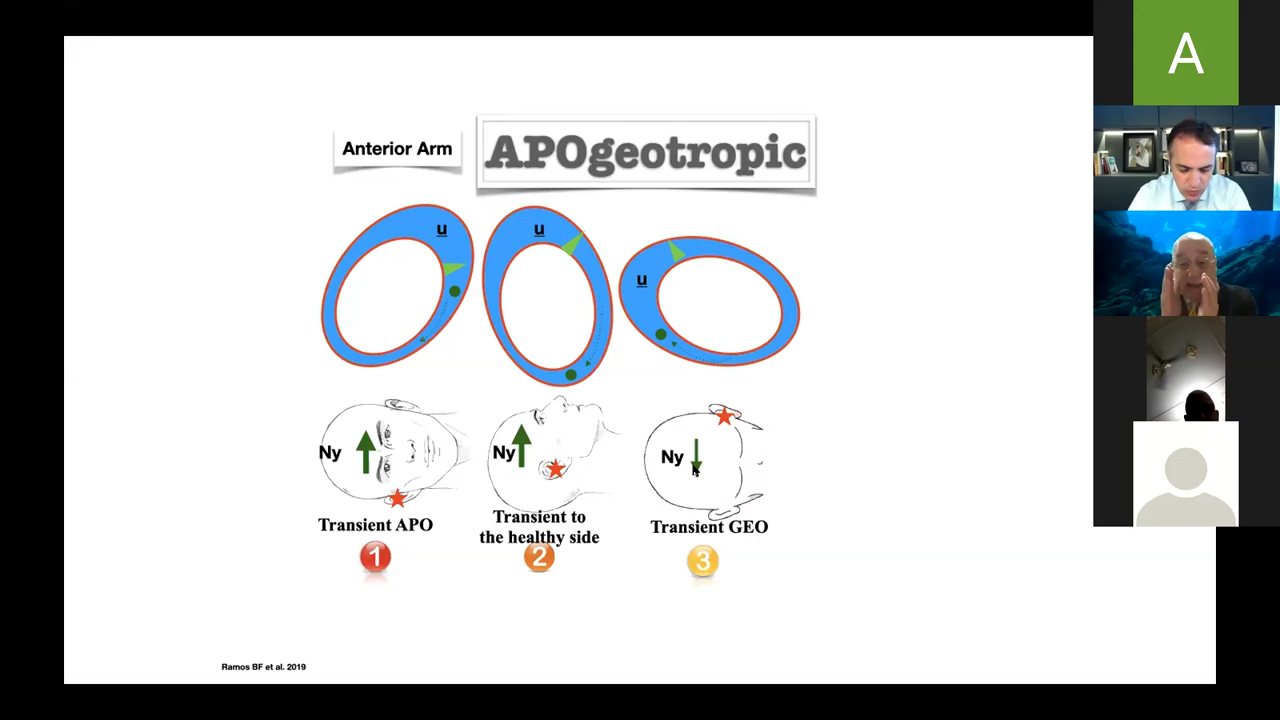 A
Anterior Arm
APOgeotropic
u
u
u
Ny
Ny
Ny
Transient APO
Transient to
the healthy side
Transient GEO
1
2
3
Ramos BF et al. 2019